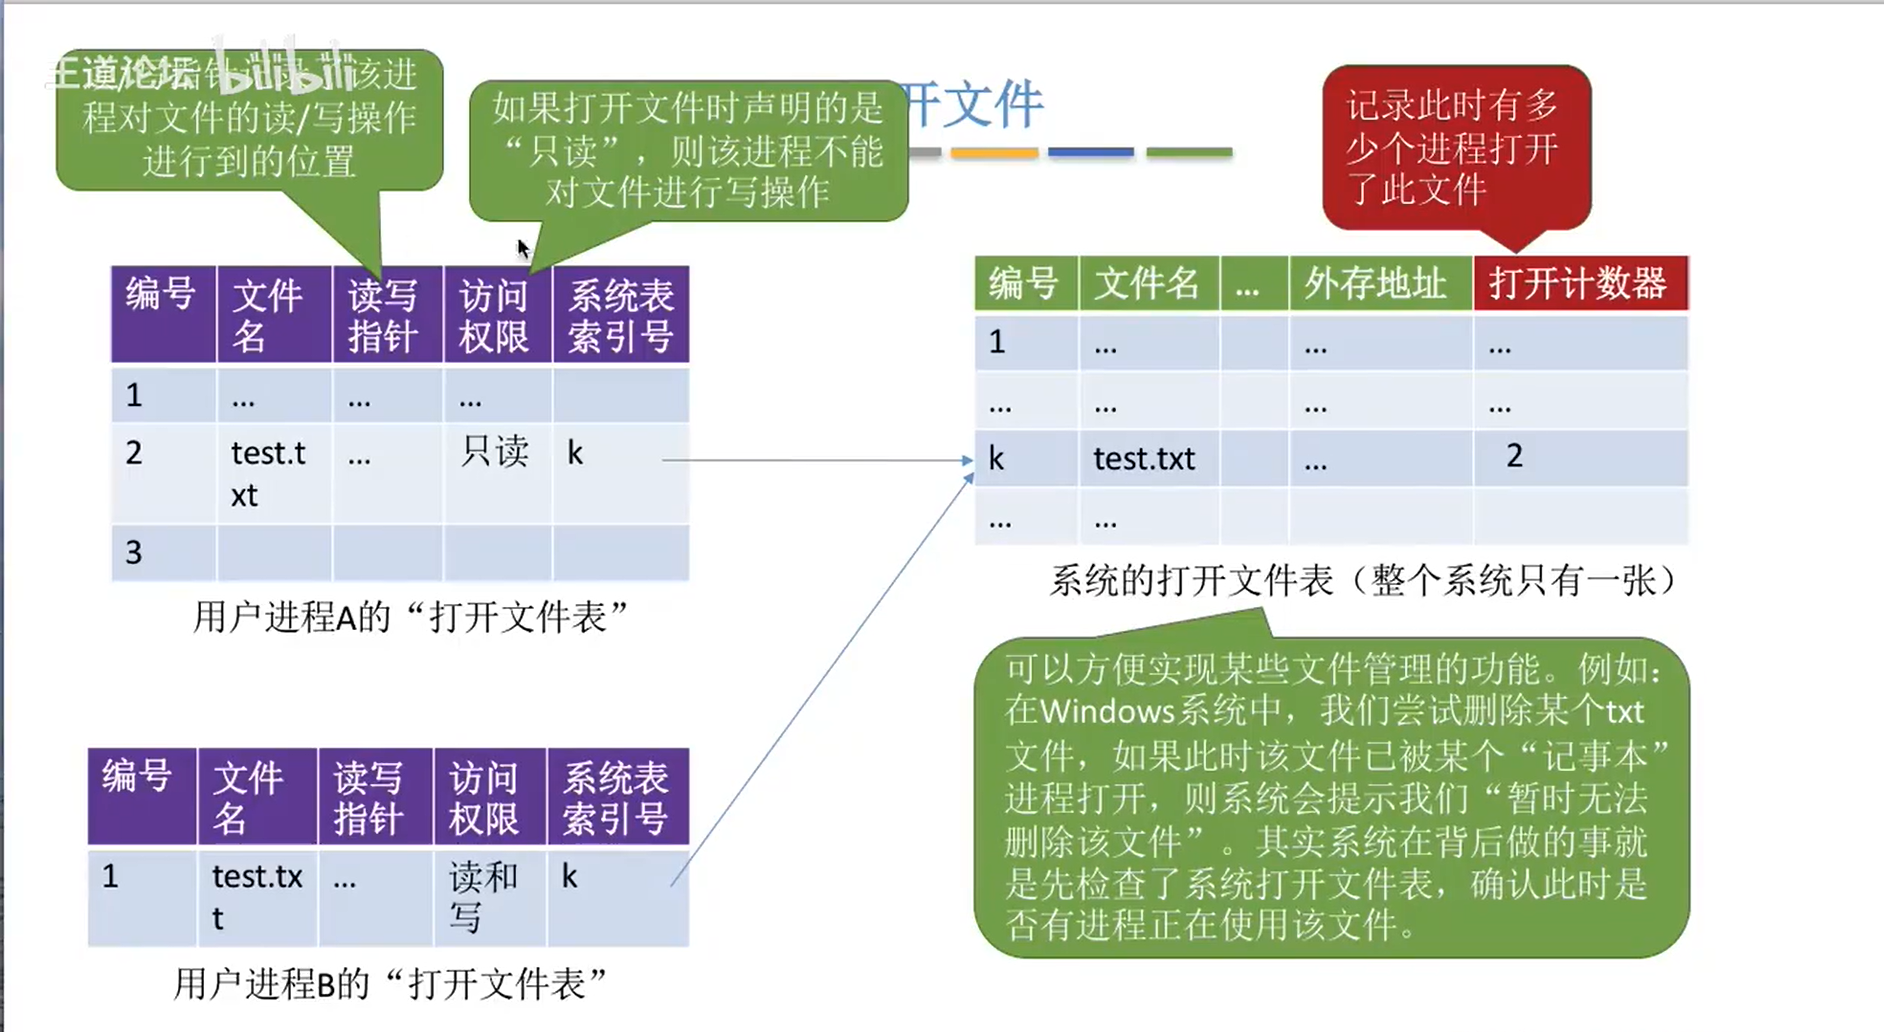 王道论坛 bilibili
指针记录了该进
程对文件的读/写操作
进行到的位置
如果打开文件时声明的是
“只读”，则该进程不能
对文件进行写操作
开文件
记录此时有多
少个进程打开
了此文件
编号 文件名 读写指针 访问权限 系统表索引号
1 ... ... ...
2 test.txt ... 只读 k
3
用户进程A的“打开文件表”
编号 文件名 ... 外存地址 打开计数器
1 ... ... ...
... ... ... ...
k test.txt ... 2
... ...
系统的打开文件表（整个系统只有一张）
可以方便实现某些文件管理的功能。例如：
在Windows系统中，我们尝试删除某个txt
文件，如果此时该文件已被某个“记事本”
进程打开，则系统会提示我们“暂时无法
删除该文件”。其实系统在背后做的事就
是先检查了系统打开文件表，确认此时是
否有进程正在使用该文件。
编号 文件名 读写指针 访问权限 系统表索引号
1 test.txt ... 读和写 k
用户进程B的“打开文件表”